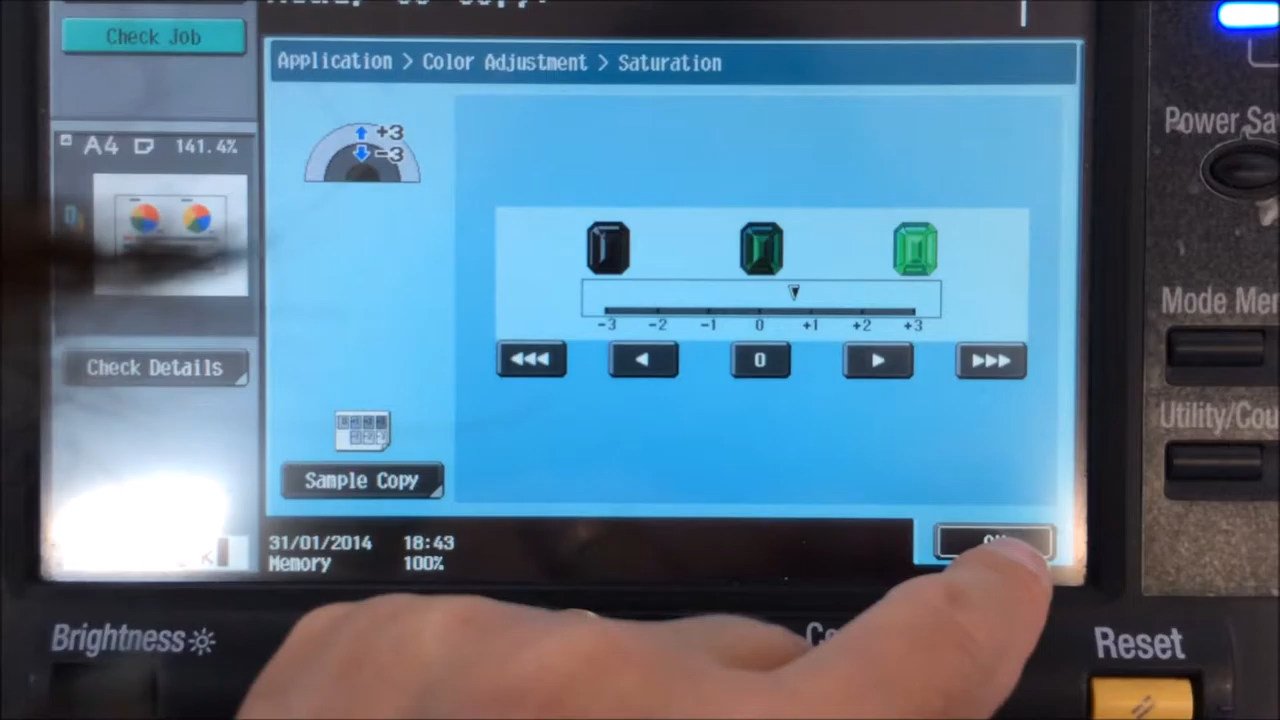 Check Job
Application > Color Adjustment > Saturation
+3
-3
A4
141.4%
-3 -2 -1 0 +1 +2 +3
0
Check Details
Sample Copy
31/01/2014 18:43
Memory 100%
Brightness
Reset
Power Sa
Mode Me
Utility/Cou